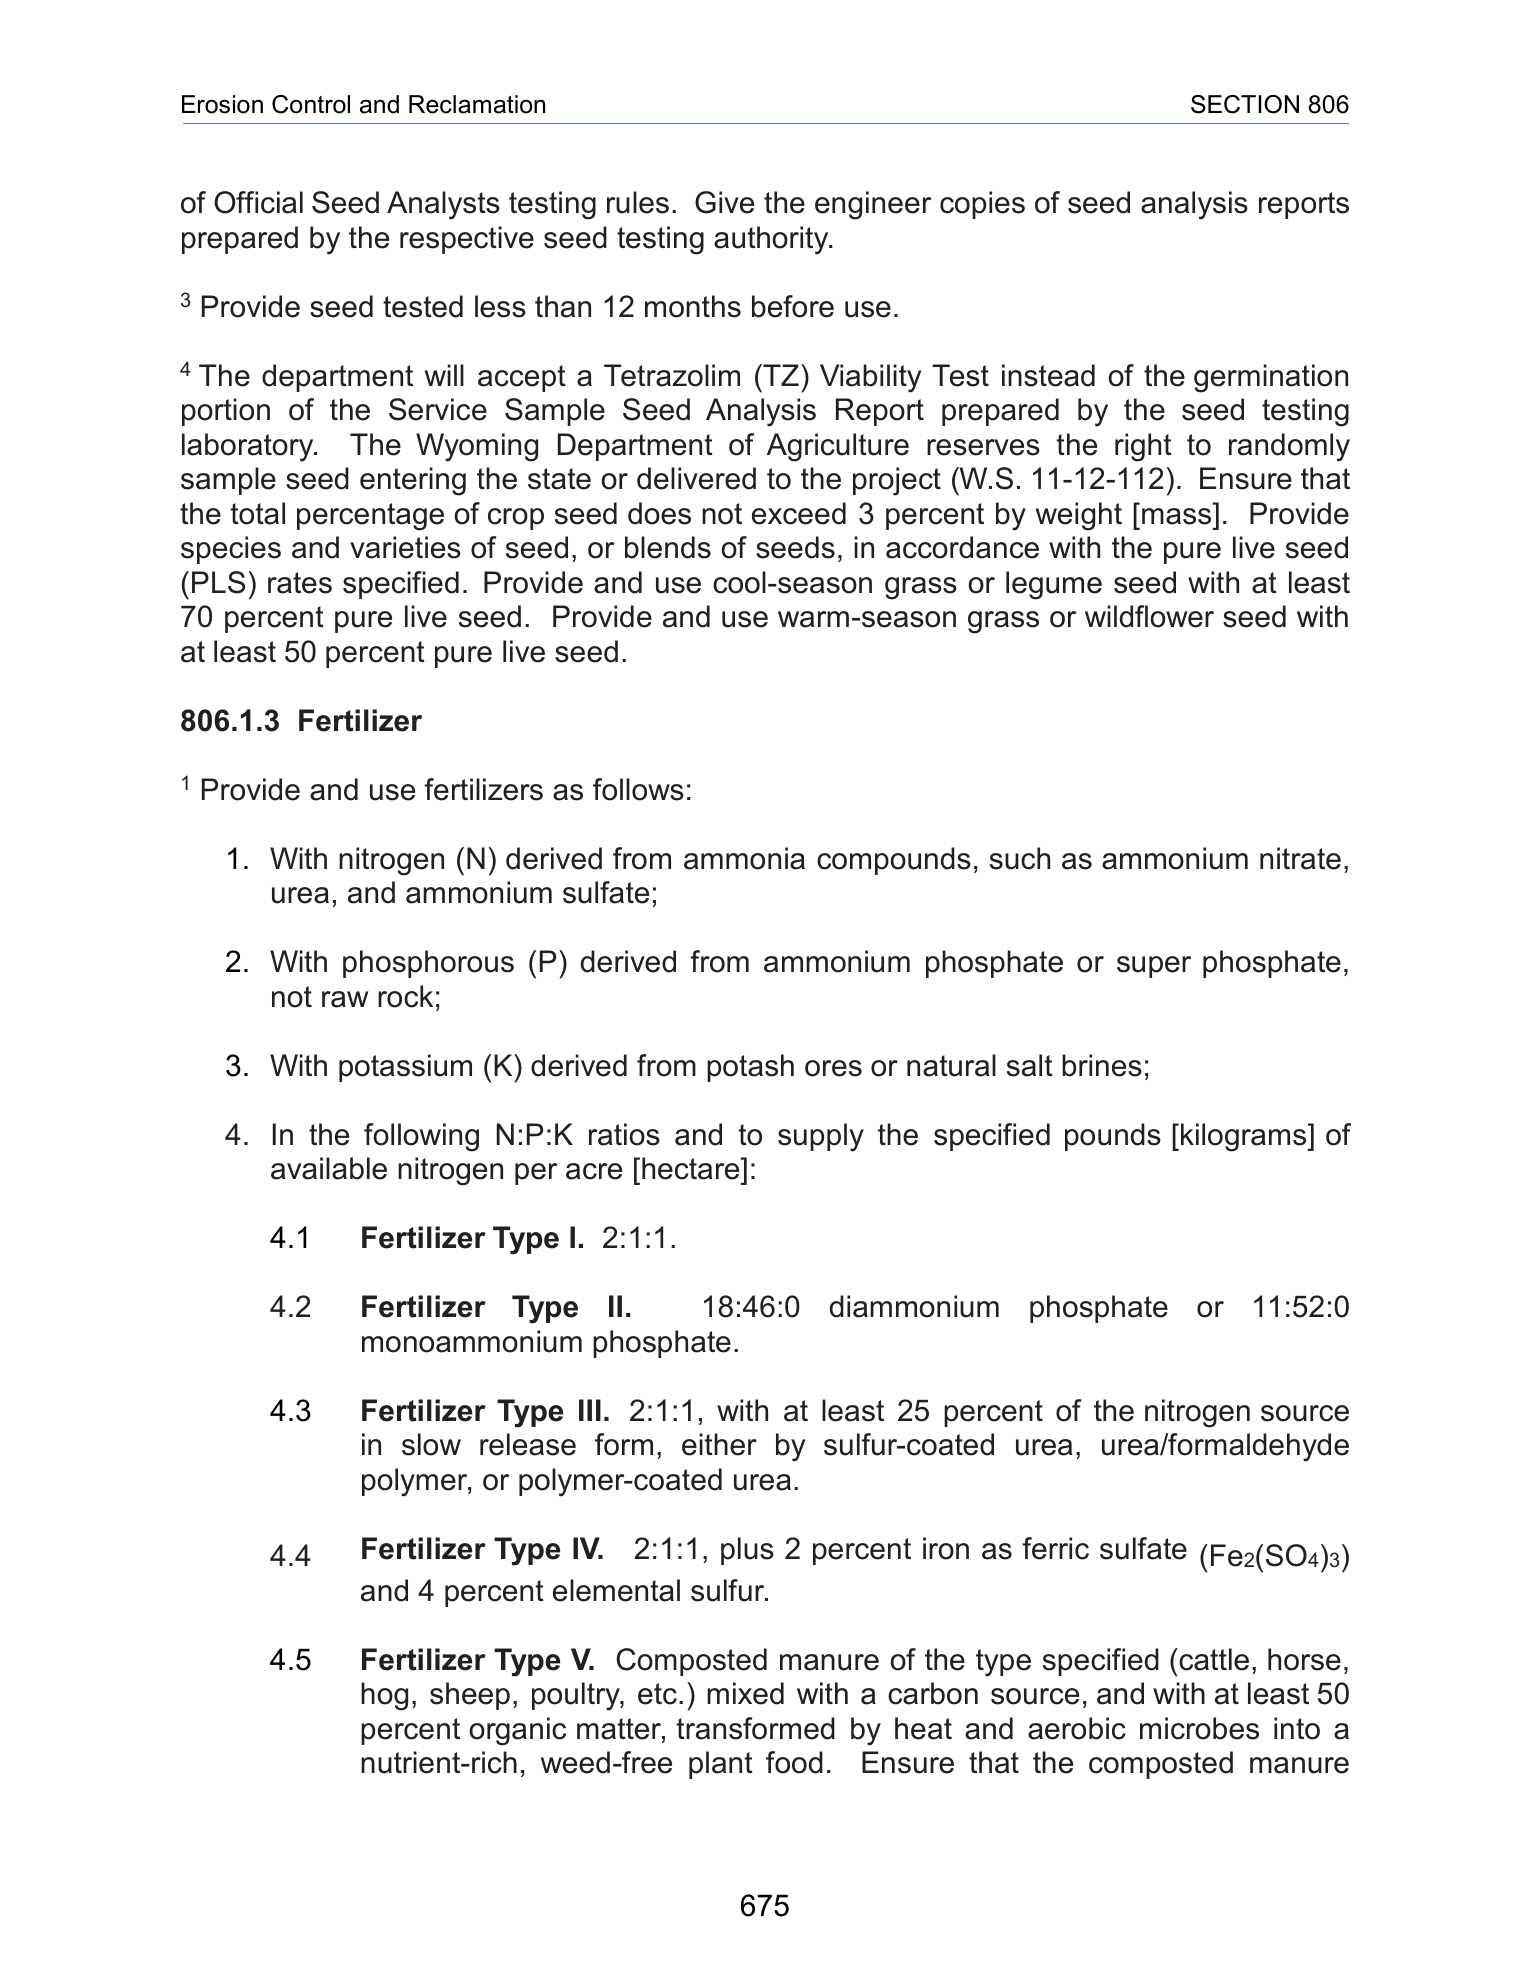 Erosion Control and Reclamation SECTION 806
of Official Seed Analysts testing rules. Give the engineer copies of seed analysis reports
prepared by the respective seed testing authority.
3 Provide seed tested less than 12 months before use.
4 The department will accept a Tetrazolim (TZ) Viability Test instead of the germination
portion of the Service Sample Seed Analysis Report prepared by the seed testing
laboratory. The Wyoming Department of Agriculture reserves the right to randomly
sample seed entering the state or delivered to the project (W.S. 11-12-112). Ensure that
the total percentage of crop seed does not exceed 3 percent by weight [mass]. Provide
species and varieties of seed, or blends of seeds, in accordance with the pure live seed
(PLS) rates specified. Provide and use cool-season grass or legume seed with at least
70 percent pure live seed. Provide and use warm-season grass or wildflower seed with
at least 50 percent pure live seed.
806.1.3 Fertilizer
1 Provide and use fertilizers as follows:
1. With nitrogen (N) derived from ammonia compounds, such as ammonium nitrate,
urea, and ammonium sulfate;
2. With phosphorous (P) derived from ammonium phosphate or super phosphate,
not raw rock;
3. With potassium (K) derived from potash ores or natural salt brines;
4. In the following N:P:K ratios and to supply the specified pounds [kilograms] of
available nitrogen per acre [hectare]:
4.1 Fertilizer Type I. 2:1:1.
4.2 Fertilizer Type II. 18:46:0 diammonium phosphate or 11:52:0
monoammonium phosphate.
4.3 Fertilizer Type III. 2:1:1, with at least 25 percent of the nitrogen source
in slow release form, either by sulfur-coated urea, urea/formaldehyde
polymer, or polymer-coated urea.
4.4 Fertilizer Type IV. 2:1:1, plus 2 percent iron as ferric sulfate (Fe2(SO4)3)
and 4 percent elemental sulfur.
4.5 Fertilizer Type V. Composted manure of the type specified (cattle, horse,
hog, sheep, poultry, etc.) mixed with a carbon source, and with at least 50
percent organic matter, transformed by heat and aerobic microbes into a
nutrient-rich, weed-free plant food. Ensure that the composted manure
675